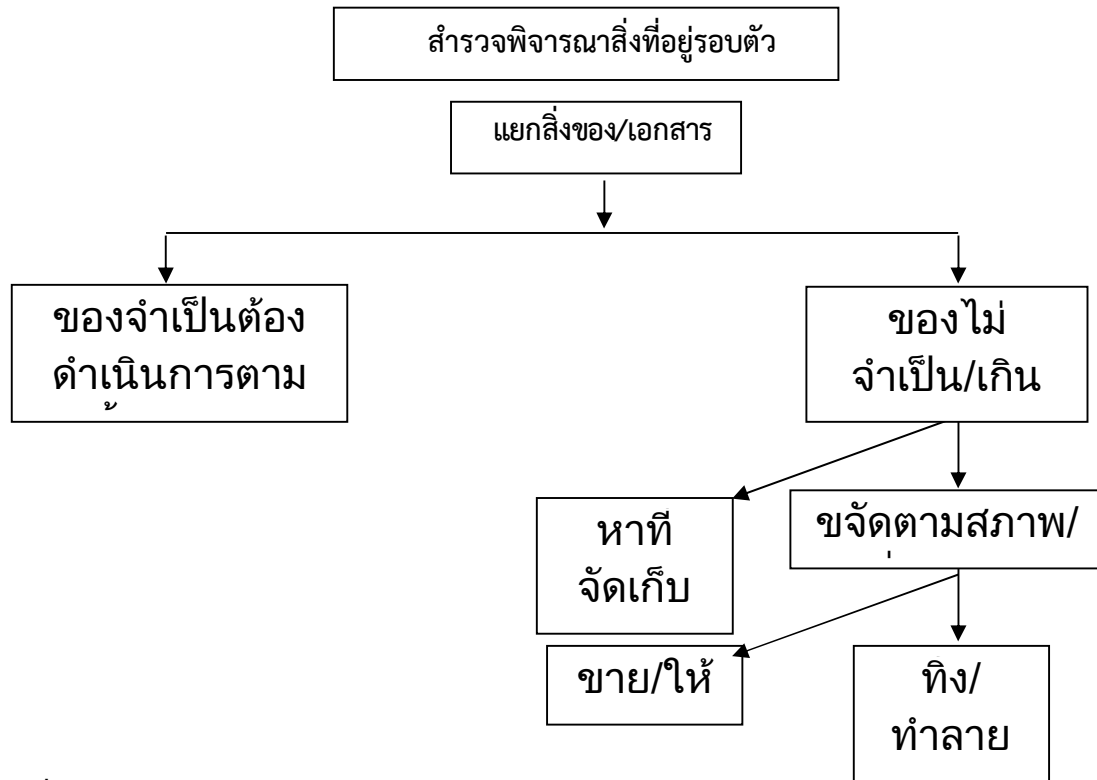 สำรวจพิจารณาสิ่งที่อยู่รอบตัว
แยกสิ่งของ/เอกสาร
ของจำเป็นต้อง
ดำเนินการตาม
ของไม่
จำเป็น/เกิน
หาที่
จัดเก็บ
ขจัดตามสภาพ/
ขาย/ให้
ทิ้ง/
ทำลาย